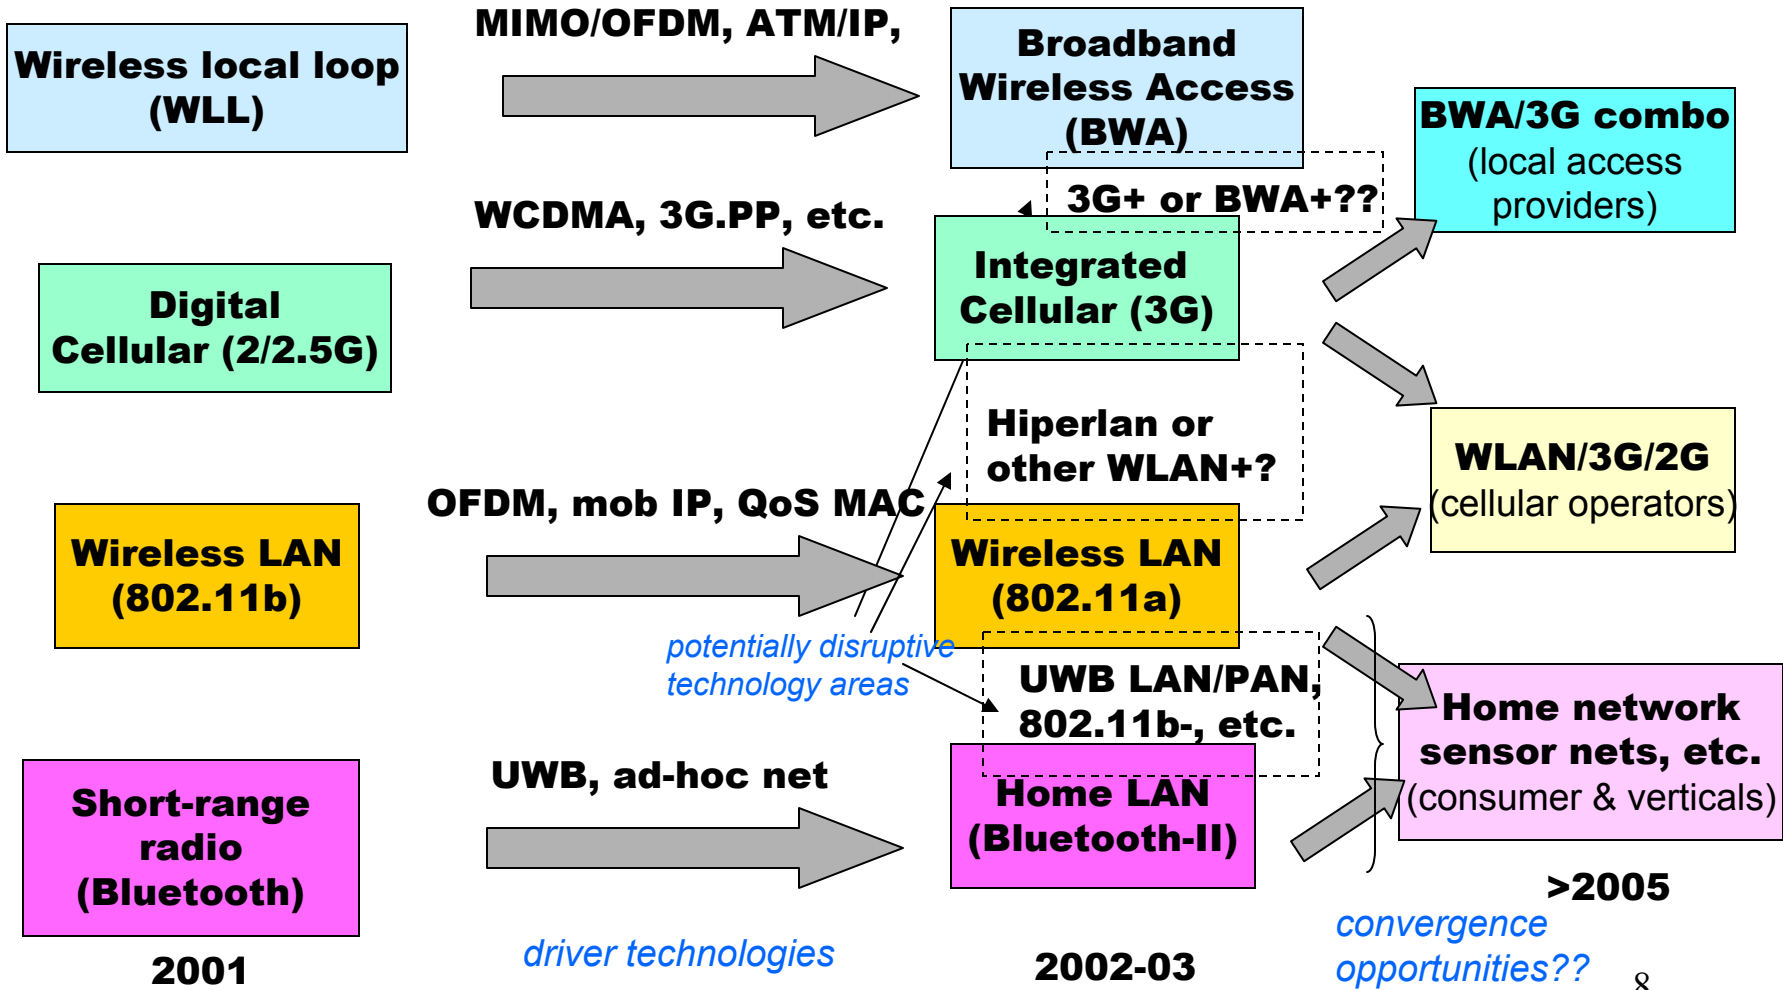 Wireless local loop
(WLL)
Digital
Cellular (2/2.5G)
Wireless LAN
(802.11b)
Short-range
radio
(Bluetooth)
2001
MIMO/OFDM, ATM/IP,
WCDMA, 3G.PP, etc.
OFDM, mob IP, QoS MAC
potentially disruptive
technology areas
UWB, ad-hoc net
driver technologies
Broadband
Wireless Access
(BWA)
3G+ or BWA+??
Integrated
Cellular (3G)
Hiperlan or
other WLAN+?
Wireless LAN
(802.11a)
UWB LAN/PAN,
802.11b-, etc.
Home LAN
(Bluetooth-II)
2002-03
BWA/3G combo
(local access
providers)
WLAN/3G/2G
(cellular operators)
Home network
sensor nets, etc.
(consumer & verticals)
>2005
convergence
opportunities??
8